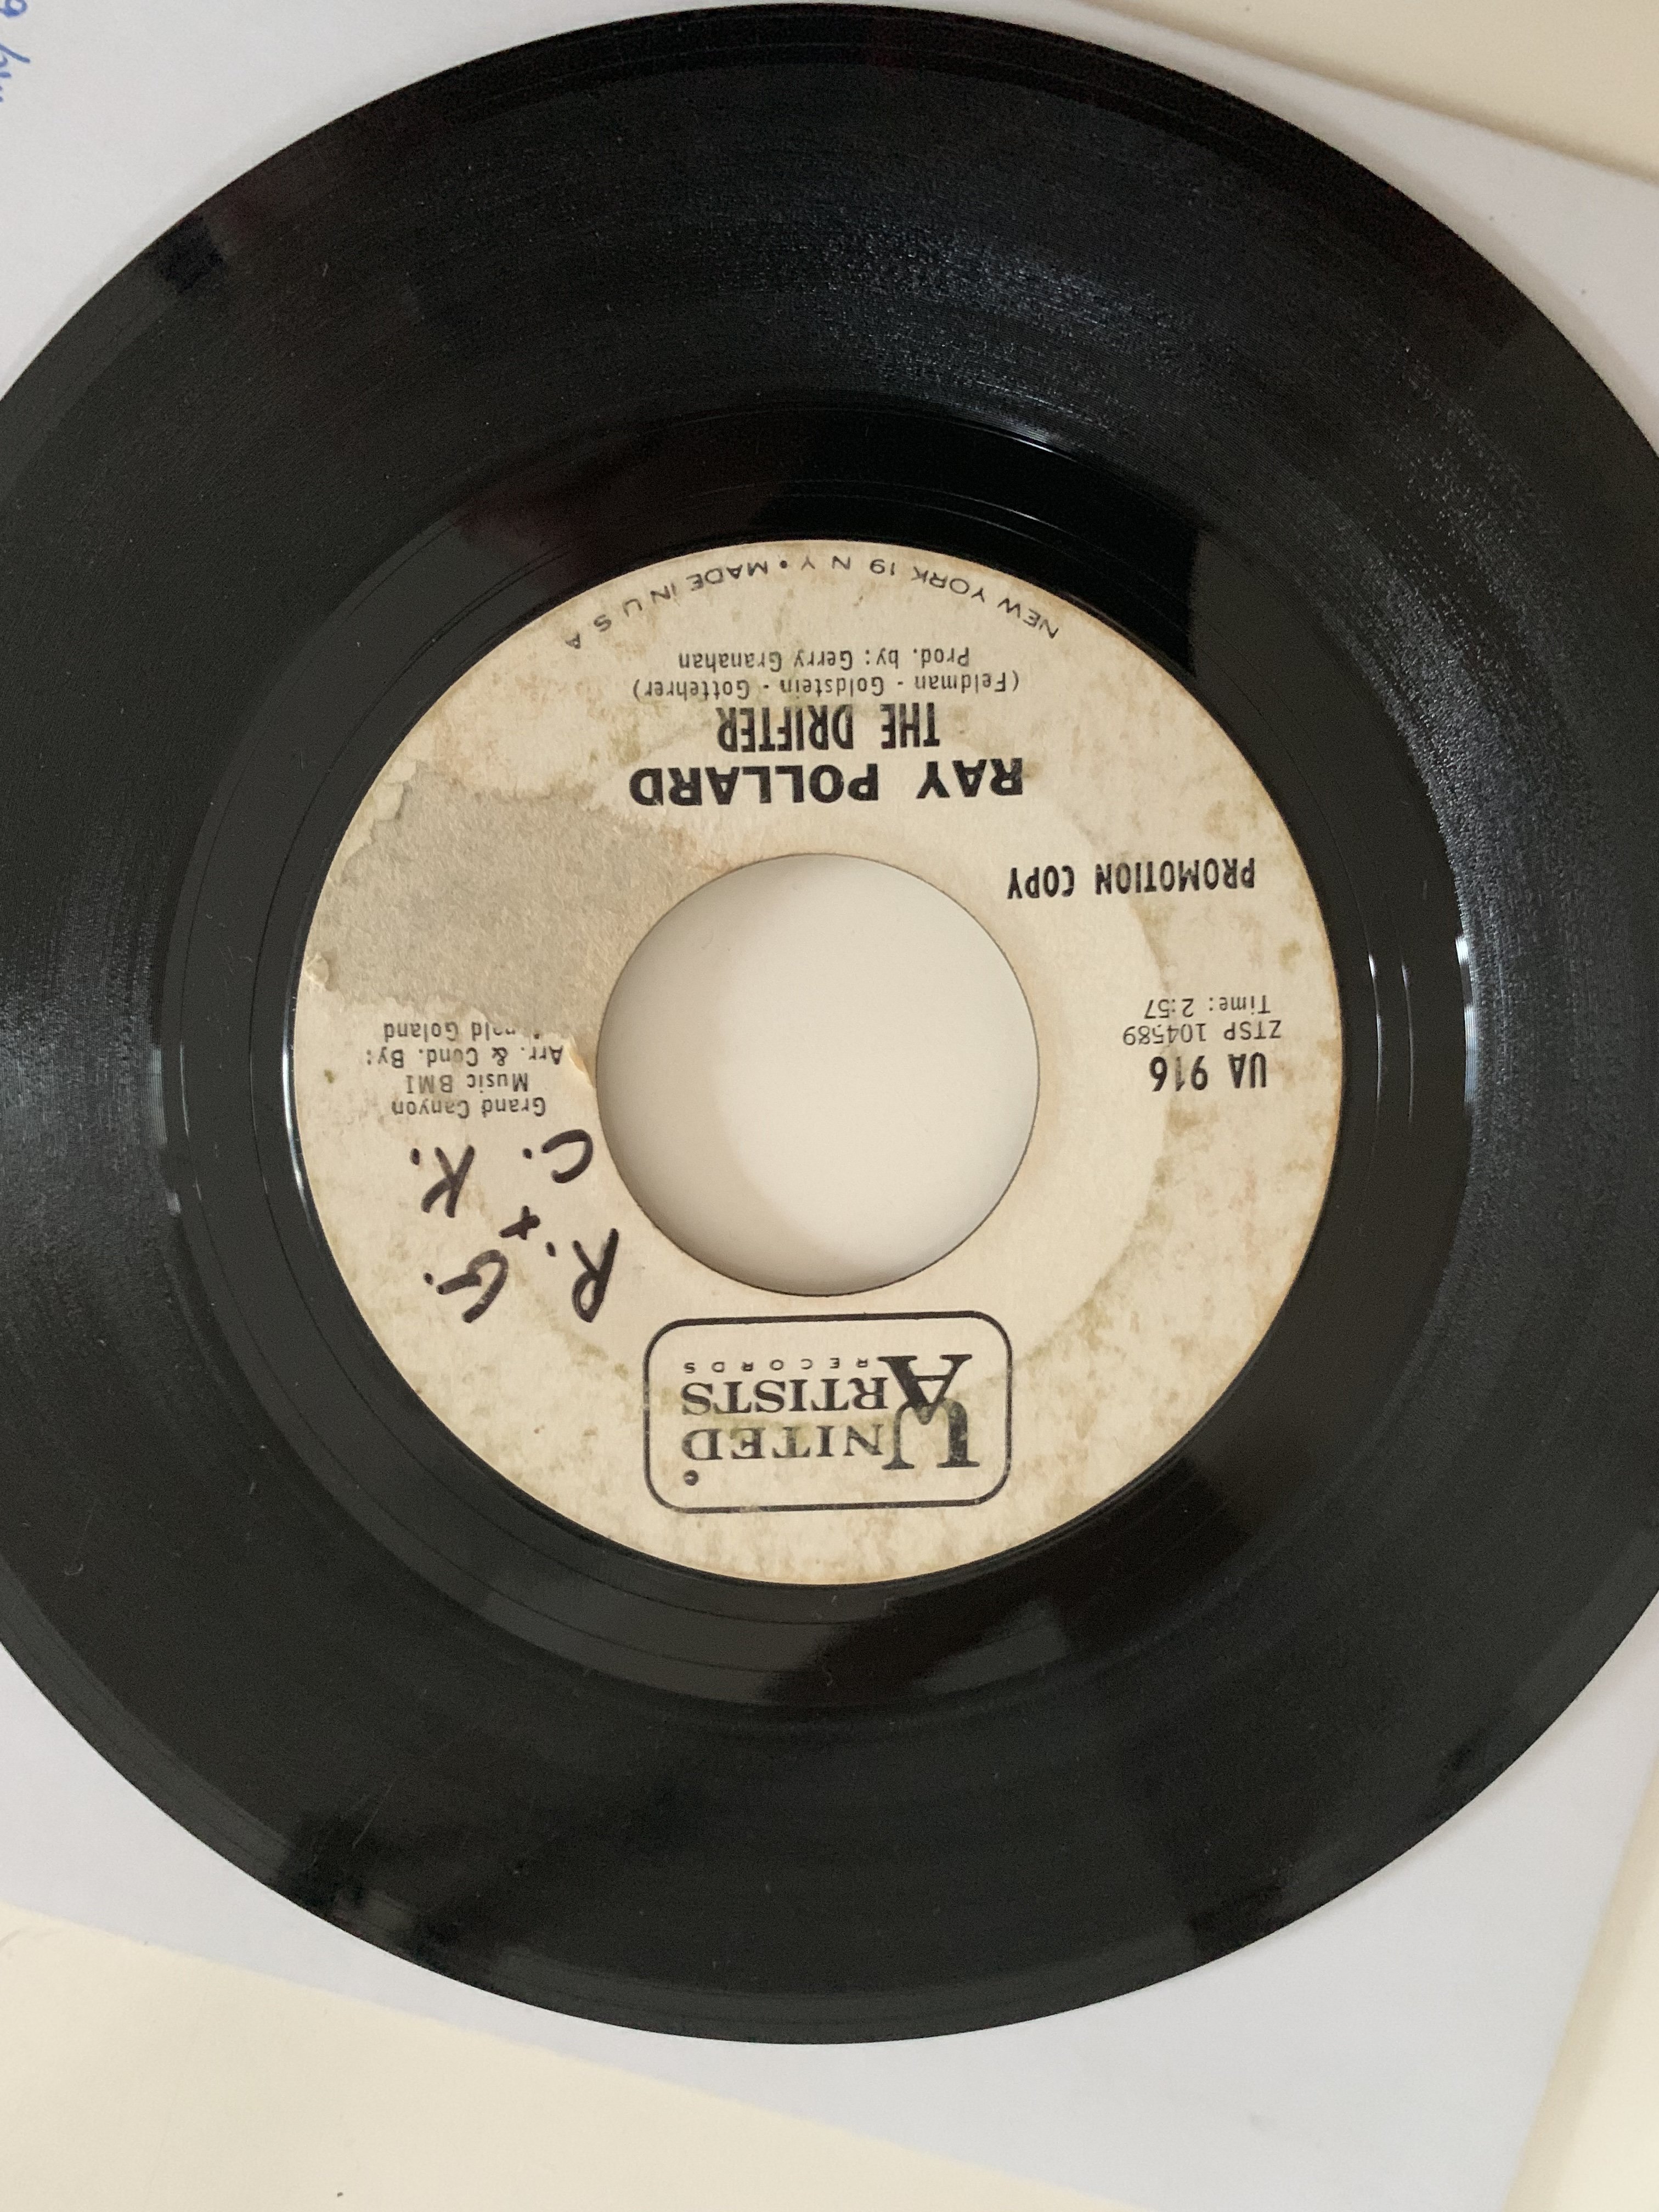 UNITED
ARTISTS
RECORDS
R. G.
+
C. K.
UA 916
ZTSP 104589
Time: 2:57
Grand Canyon
Music BMI
Arr. & Cond. By:
Goland
PROMOTION COPY
RAY POLLARD
THE DRIFTER
(Feldman - Goldstein - Gottehrer)
Prod. by: Gerry Granahan
NEW YORK 19 N Y • MADE IN U S A